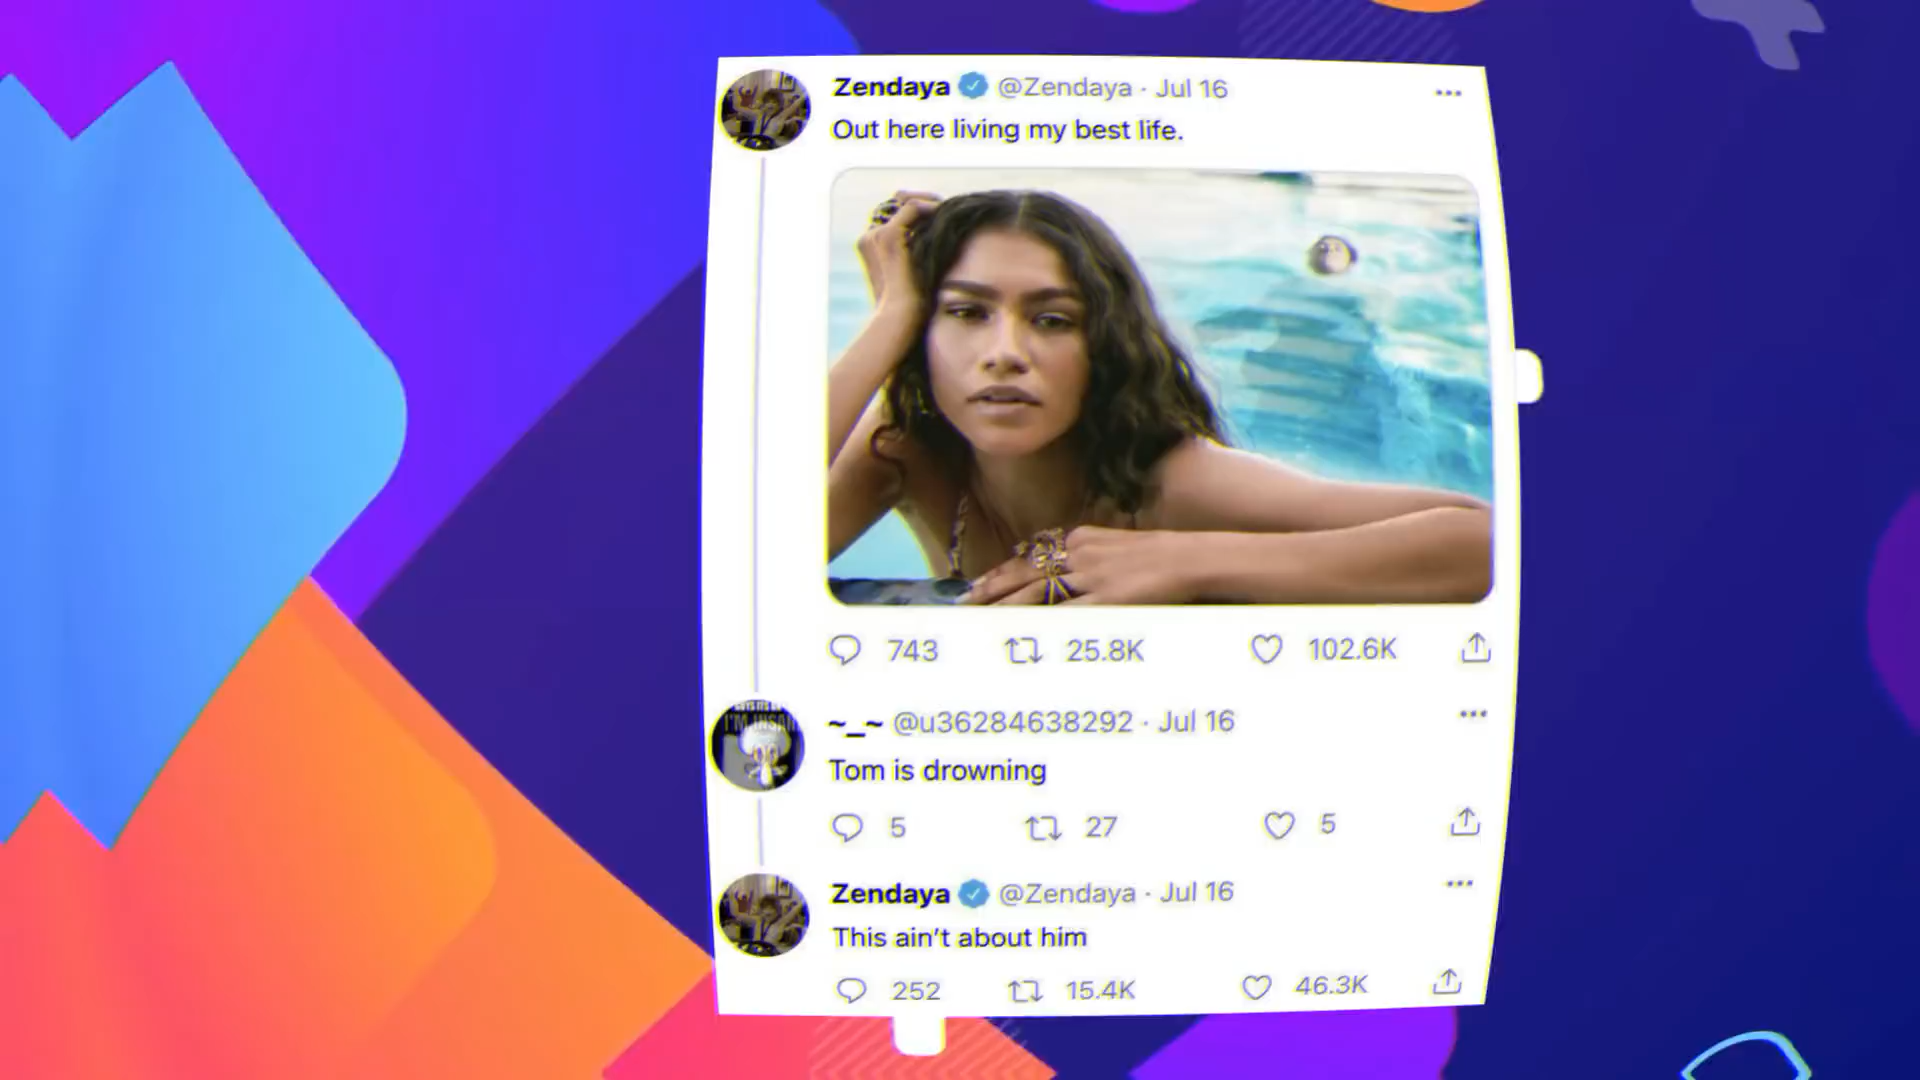 Zendaya @Zendaya · Jul 16
Out here living my best life.
743 25.8K 102.6K
~_~ @u36284638292 · Jul 16
I'M INSAN
Tom is drowning
5 27 5
Zendaya @Zendaya · Jul 16
This ain't about him
252 15.4K 46.3K